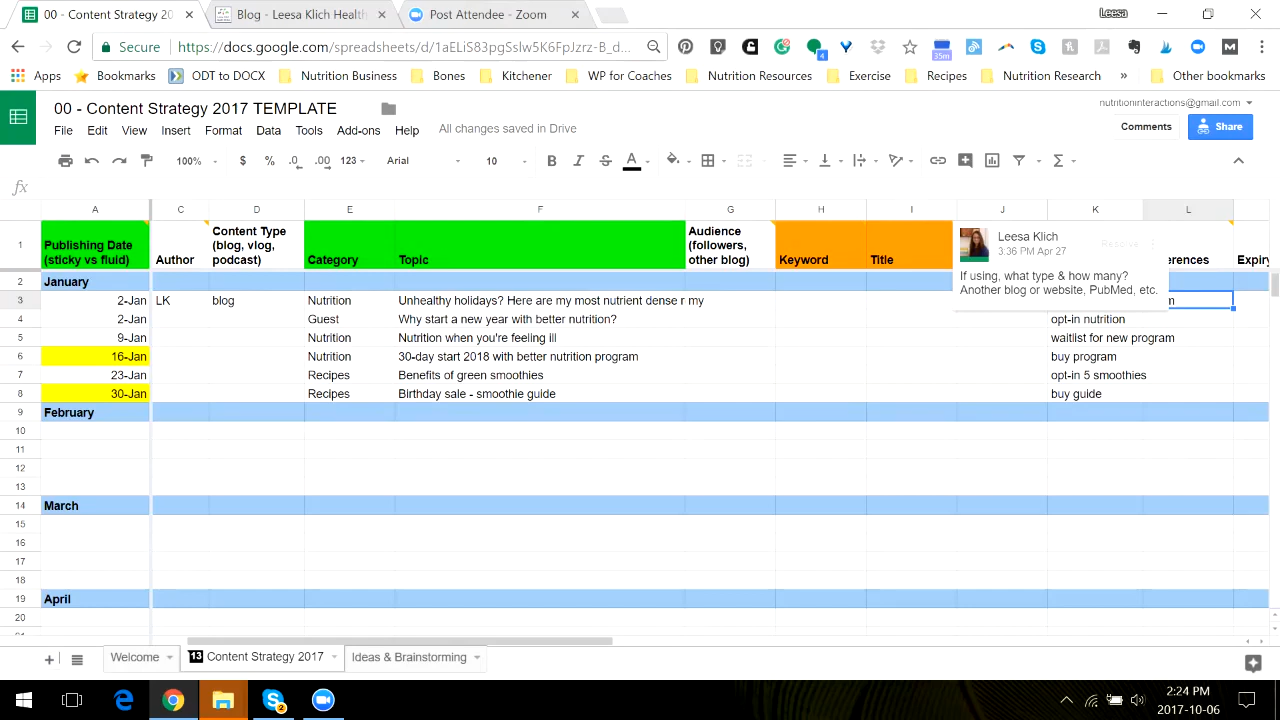 00 - Content Strategy 2017
Blog - Leesa Klich Health
Post Attendee - Zoom
Leesa
Secure
https://docs.google.com/spreadsheets/d/1aELiS83pgSsIw5K6FpJzrz-B_d...
4
35m
Apps
Bookmarks
ODT to DOCX
Nutrition Business
Boncs
Kitchener
WP for Coaches
Nutrition Resources
Exercise
Recipes
Nutrition Research
»
Other bookmarks
00 - Content Strategy 2017 TEMPLATE
nutritioninteractions@gmail.com
File Edit View Insert Format Data Tools Add-ons Help
All changes saved in Drive
Comments
Share
100% $ % .0 .00 123 Arial 10 B I S A Σ
fx
A C D E F G H I J K L
1
Publishing Date (sticky vs fluid)
Author
Content Type (blog, vlog, podcast)
Category
Topic
Audience (followers, other blog)
Keyword
Title
erences
Expiry
Leesa Klich
3:36 PM Apr 27
Resolve
If using, what type & how many?
Another blog or website, PubMed, etc.
2 January
3 2-Jan LK blog Nutrition Unhealthy holidays? Here are my most nutrient dense r my m
4 2-Jan Guest Why start a new year with better nutrition? opt-in nutrition
5 9-Jan Nutrition Nutrition when you're feeling ill waitlist for new program
6 16-Jan Nutrition 30-day start 2018 with better nutrition program buy program
7 23-Jan Recipes Benefits of green smoothies opt-in 5 smoothies
8 30-Jan Recipes Birthday sale - smoothie guide buy guide
9 February
10
11
12
13
14 March
15
16
17
18
19 April
20
Welcome
13 Content Strategy 2017
Ideas & Brainstorming
2
2:24 PM
2017-10-06